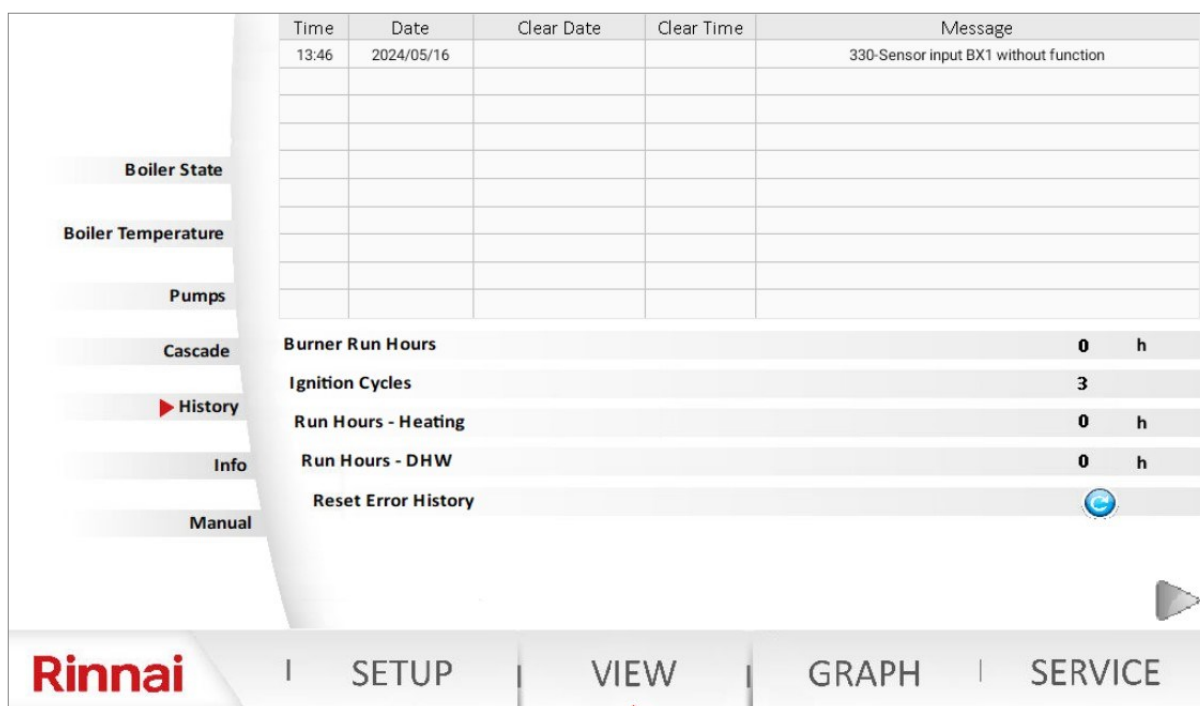 Time Date Clear Date Clear Time Message
13:46 2024/05/16 330-Sensor input BX1 without function
Boiler State
Boiler Temperature
Pumps
Cascade
History
Info
Manual
Burner Run Hours 0 h
Ignition Cycles 3
Run Hours - Heating 0 h
Run Hours - DHW 0 h
Reset Error History
Rinnai SETUP VIEW GRAPH SERVICE